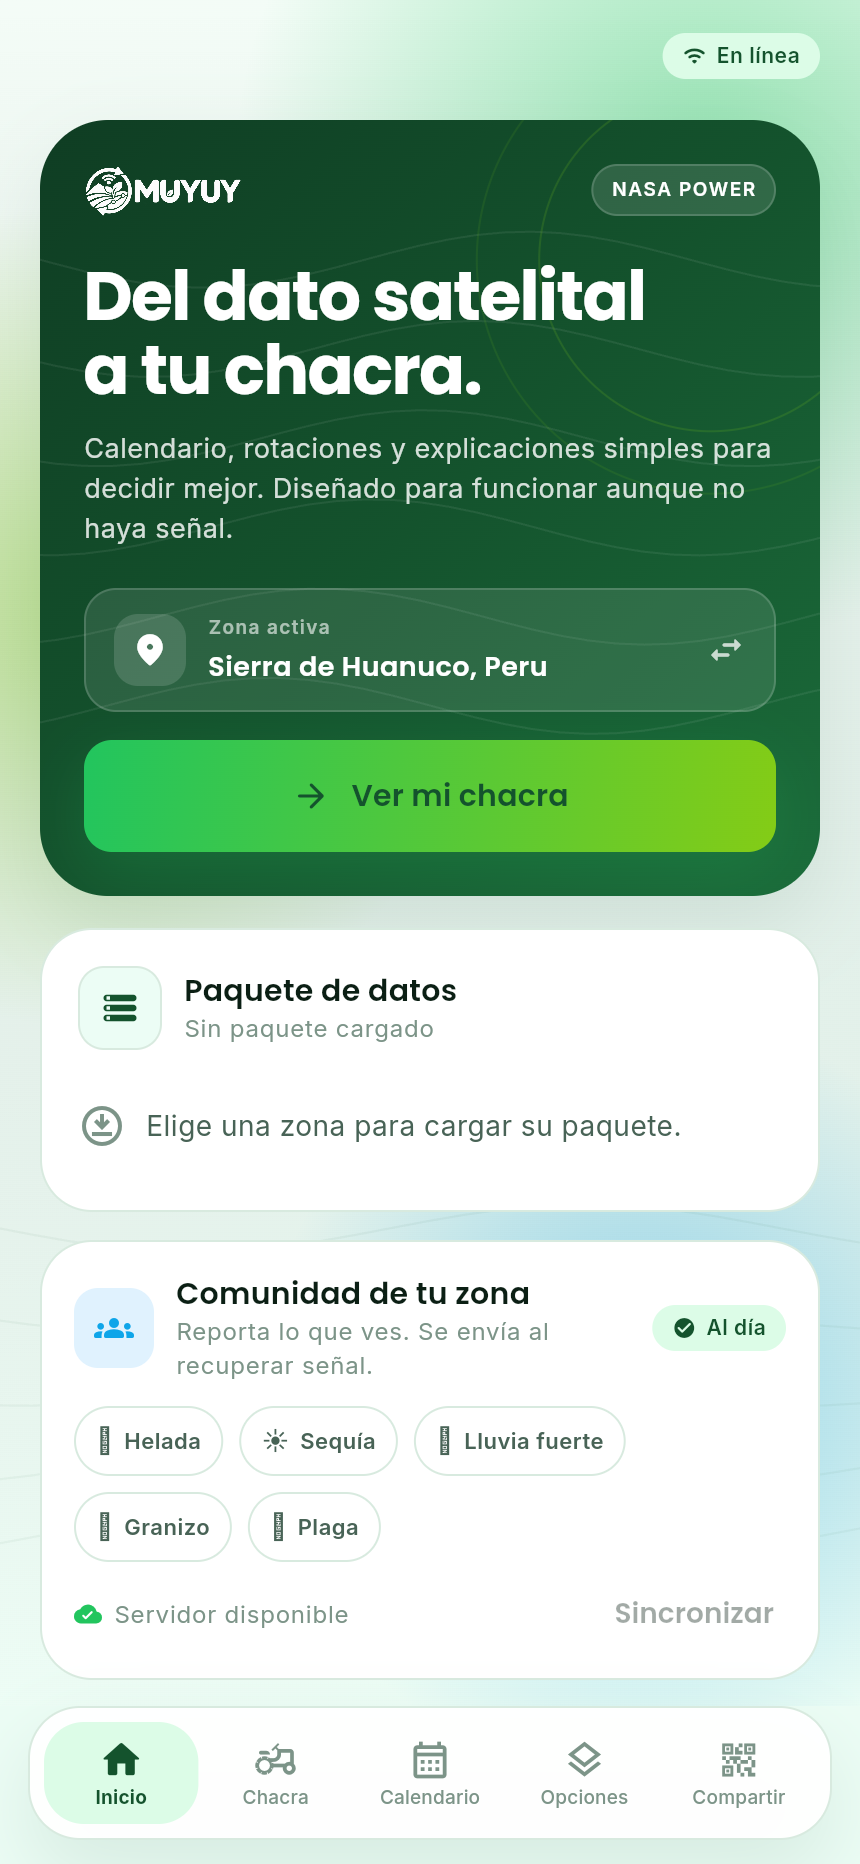 En línea
MUYUY
NASA POWER
Del dato satelital
a tu chacra.
Calendario, rotaciones y explicaciones simples para
decidir mejor. Diseñado para funcionar aunque no
haya señal.
Zona activa
Sierra de Huanuco, Peru
Ver mi chacra
Paquete de datos
Sin paquete cargado
Elige una zona para cargar su paquete.
Comunidad de tu zona
Reporta lo que ves. Se envía al
recuperar señal.
Al día
Helada
☀ Sequía
Lluvia fuerte
Granizo
Plaga
Servidor disponible
Sincronizar
Inicio
Chacra
Calendario
Opciones
Compartir